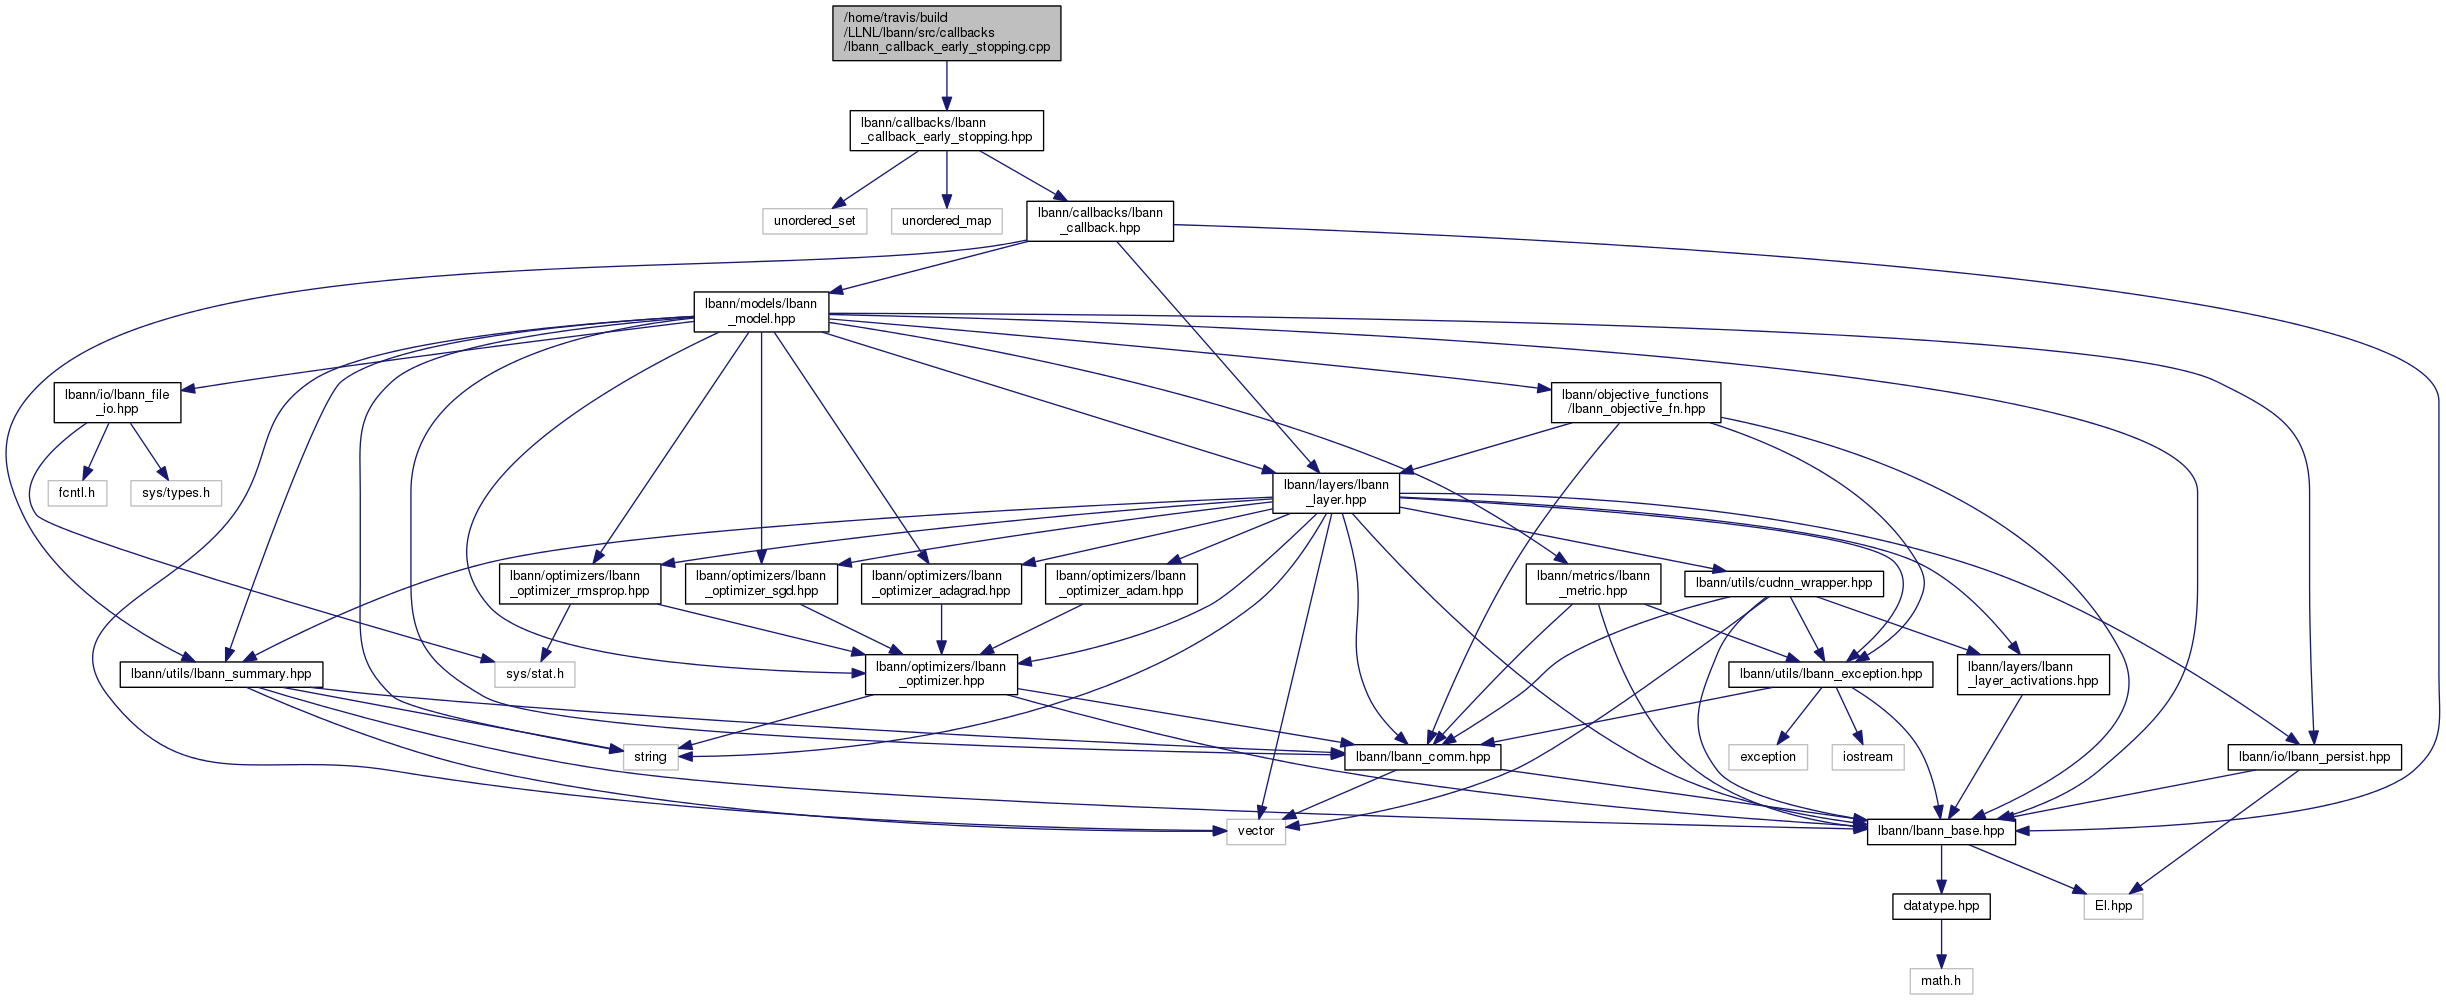 /home/travis/build
/LLNL/lbann/src/callbacks
/lbann_callback_early_stopping.cpp
lbann/callbacks/lbann
_callback_early_stopping.hpp
unordered_set
unordered_map
lbann/callbacks/lbann
_callback.hpp
lbann/models/lbann
_model.hpp
lbann/io/lbann_file
_io.hpp
lbann/objective_functions
/lbann_objective_fn.hpp
fcntl.h
sys/types.h
lbann/layers/lbann
_layer.hpp
lbann/optimizers/lbann
_optimizer_rmsprop.hpp
lbann/optimizers/lbann
_optimizer_sgd.hpp
lbann/optimizers/lbann
_optimizer_adagrad.hpp
lbann/optimizers/lbann
_optimizer_adam.hpp
lbann/metrics/lbann
_metric.hpp
lbann/utils/cudnn_wrapper.hpp
lbann/utils/lbann_summary.hpp
sys/stat.h
lbann/optimizers/lbann
_optimizer.hpp
lbann/utils/lbann_exception.hpp
lbann/layers/lbann
_layer_activations.hpp
string
lbann/lbann_comm.hpp
exception
iostream
lbann/io/lbann_persist.hpp
vector
lbann/lbann_base.hpp
datatype.hpp
El.hpp
math.h